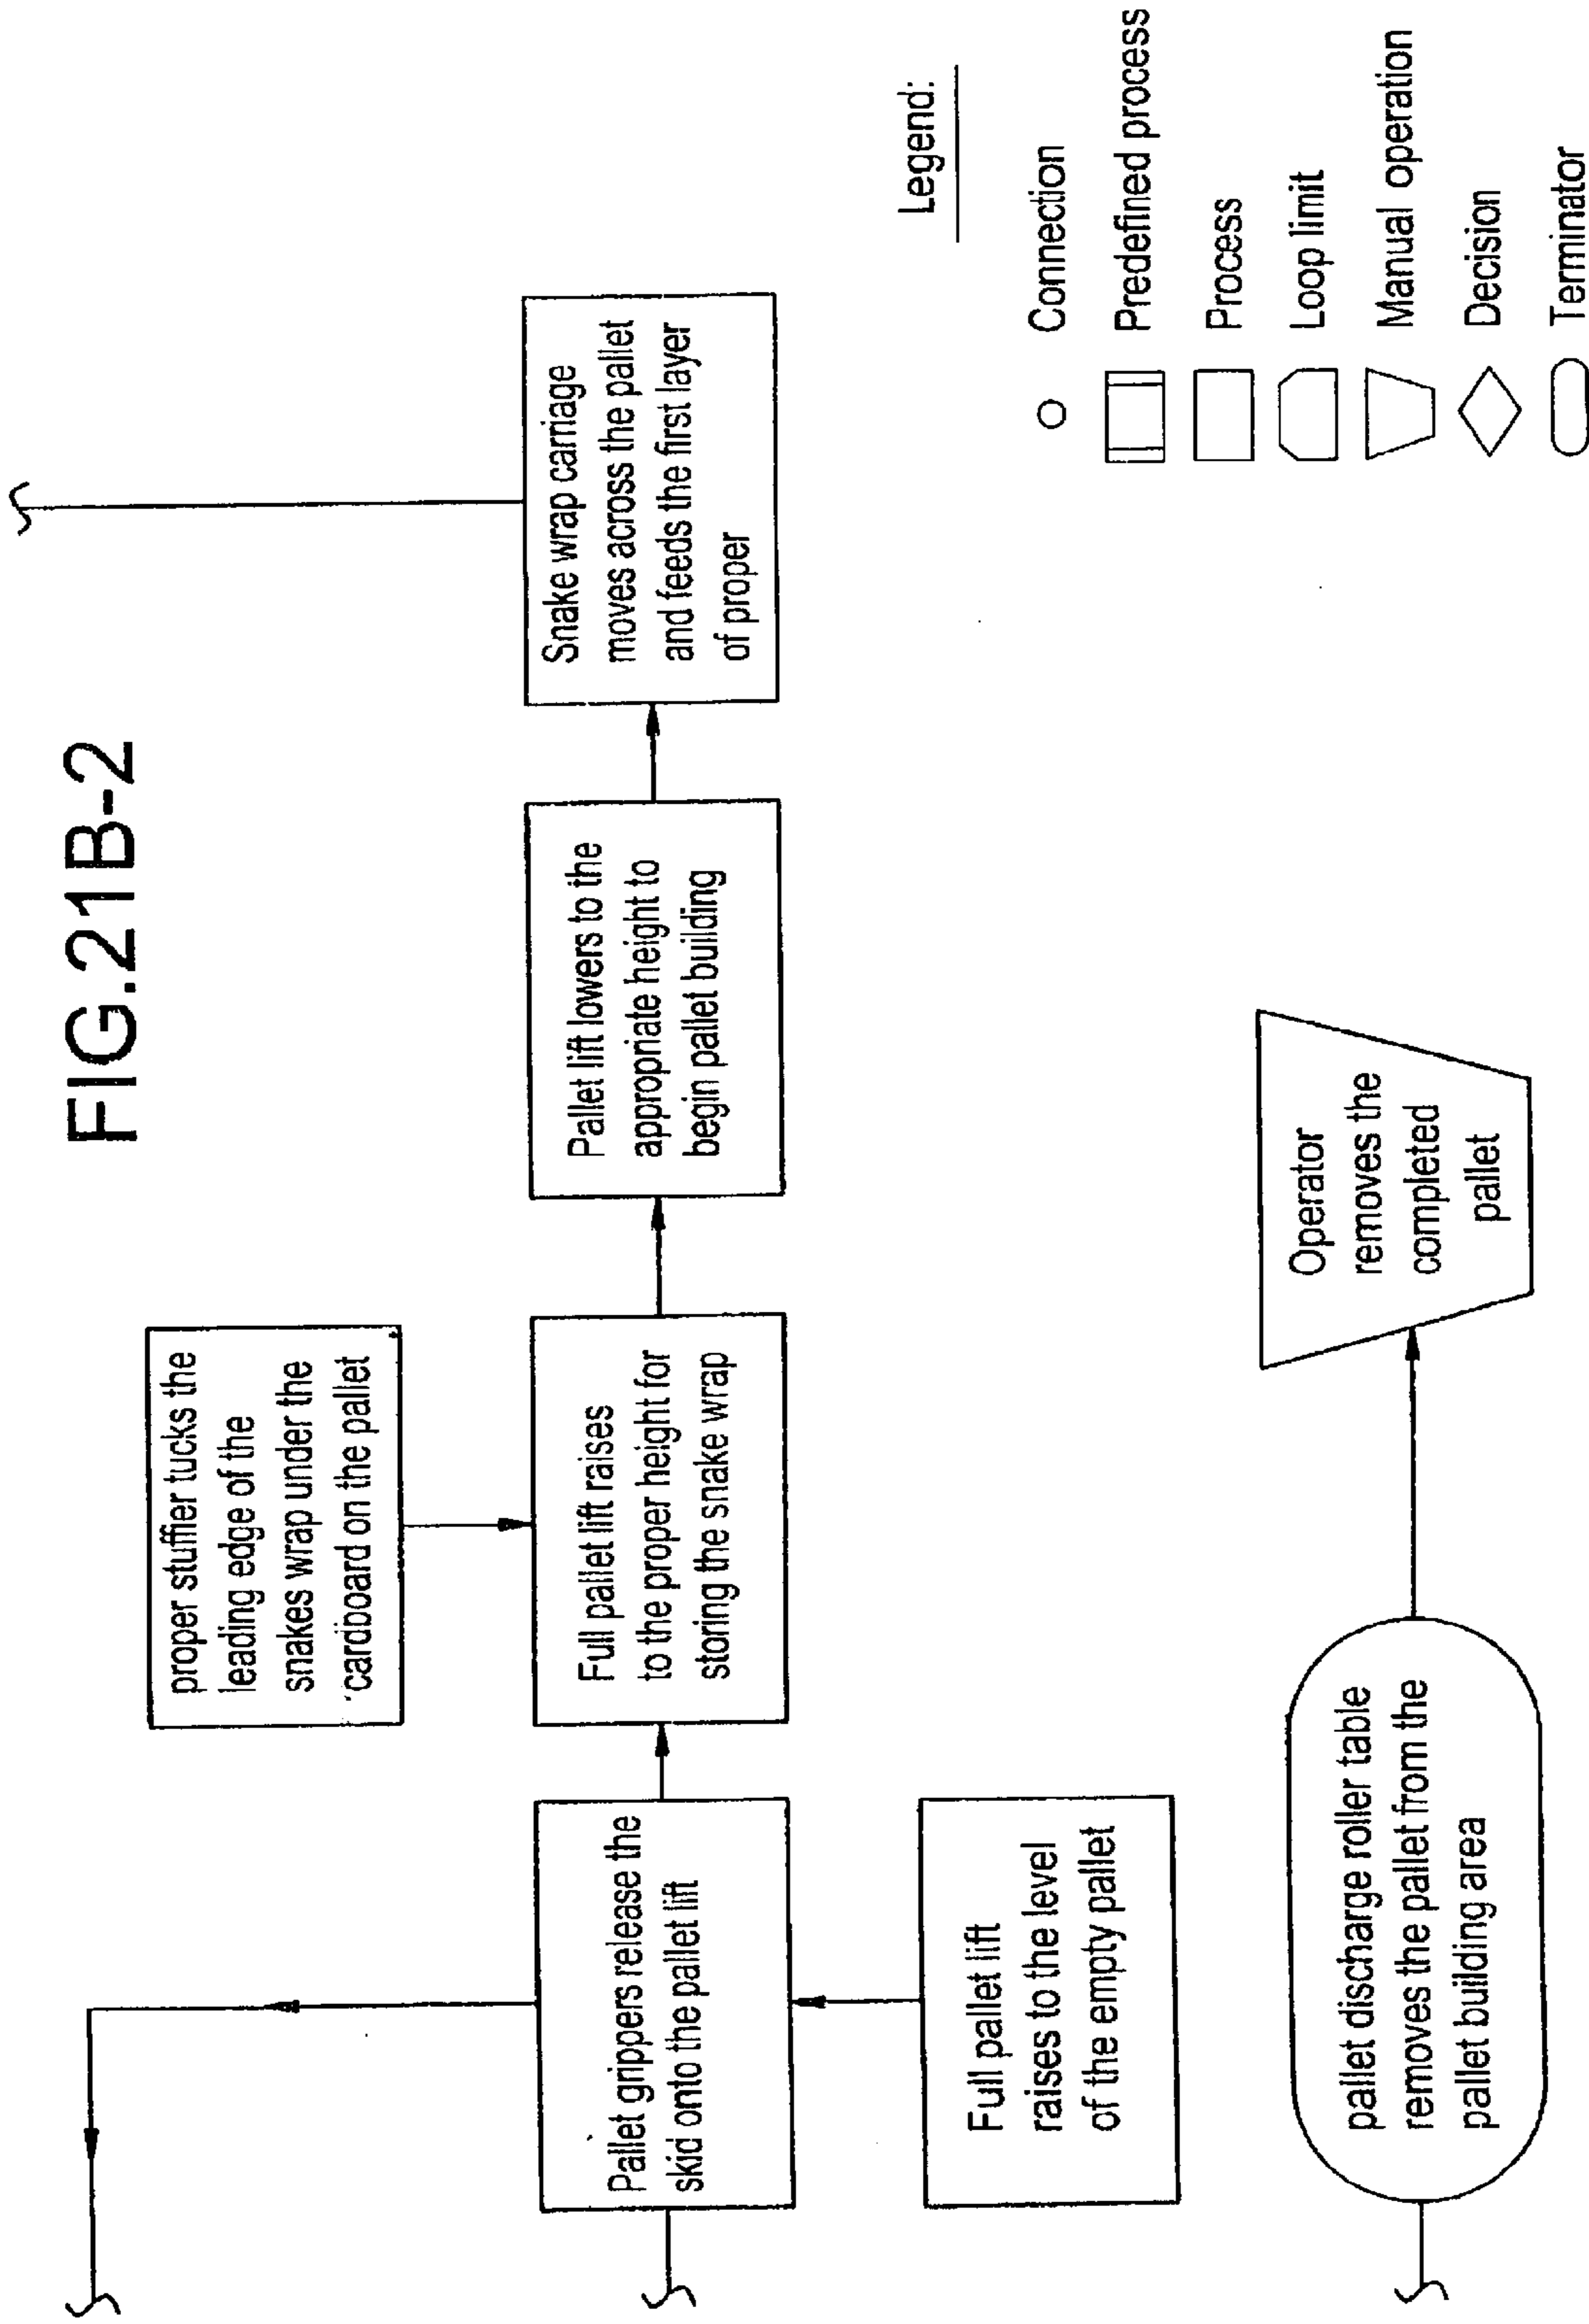 FIG.21B-2
proper stuffier tucks the
leading edge of the
snakes wrap under the
cardboard on the pallet
Pallet grippers release the
skid onto the pallet lift
Full pallet lift raises
to the proper height for
storing the snake wrap
Pallet lift lowers to the
appropriate height to
begin pallet building
Snake wrap carriage
moves across the pallet
and feeds the first layer
of proper
Full pallet lift
raises to the level
of the empty pallet
pallet discharge roller table
removes the pallet from the
pallet building area
Operator
removes the
completed
pallet
Legend:
Connection
Predefined process
Process
Loop limit
Manual operation
Decision
Terminator